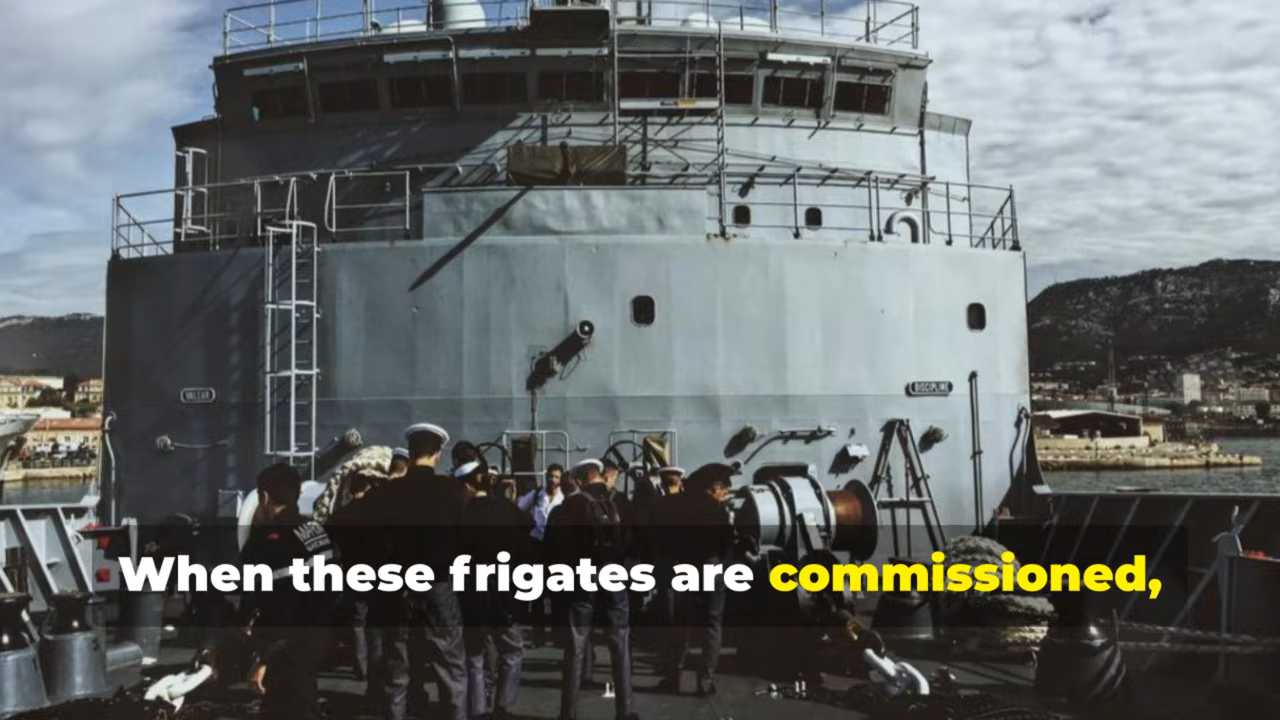 VALEUR
DISCIPLINE
When these frigates are commissioned,